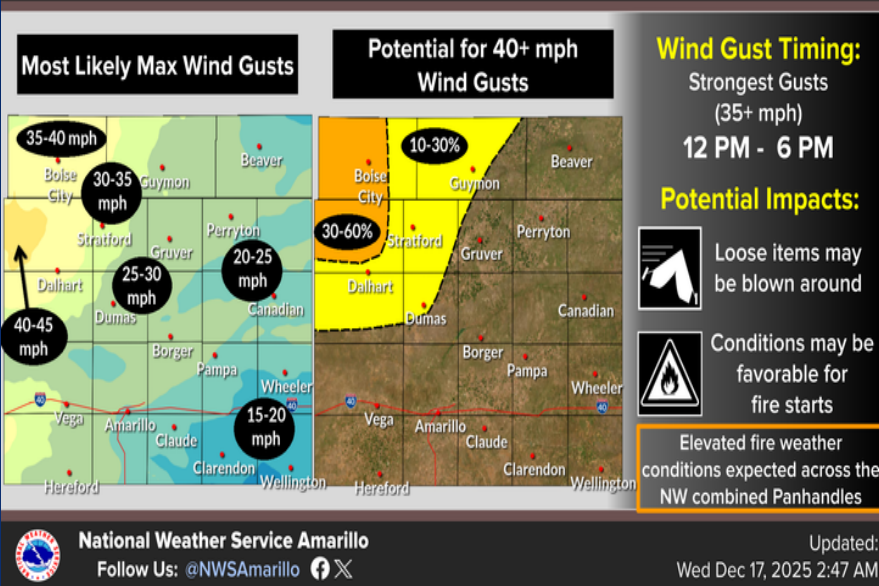 Most Likely Max Wind Gusts
35-40 mph
Boise
City
30-35
mph
Guymon
Beaver
Stratford
Gruver
Perryton
20-25
mph
25-30
mph
Dalhart
Dumas
Canadian
40-45
mph
Borger
Pampa
Wheeler
40
40
Vega
Amarillo
Claude
15-20
mph
Clarendon
Hereford
Wellington
Potential for 40+ mph
Wind Gusts
10-30%
Boise
City
Guymon
Beaver
30-60%
Stratford
Gruver
Perryton
Dalhart
Dumas
Canadian
Borger
Pampa
Wheeler
40
40
Vega
Amarillo
Claude
Clarendon
Hereford
Wellington
Wind Gust Timing:
Strongest Gusts
(35+ mph)
12 PM - 6 PM
Potential Impacts:
Loose items may
be blown around
Conditions may be
favorable for
fire starts
Elevated fire weather
conditions expected across the
NW combined Panhandles
National Weather Service Amarillo
Follow Us: @NWSAmarillo
Updated:
Wed Dec 17, 2025 2:47 AM